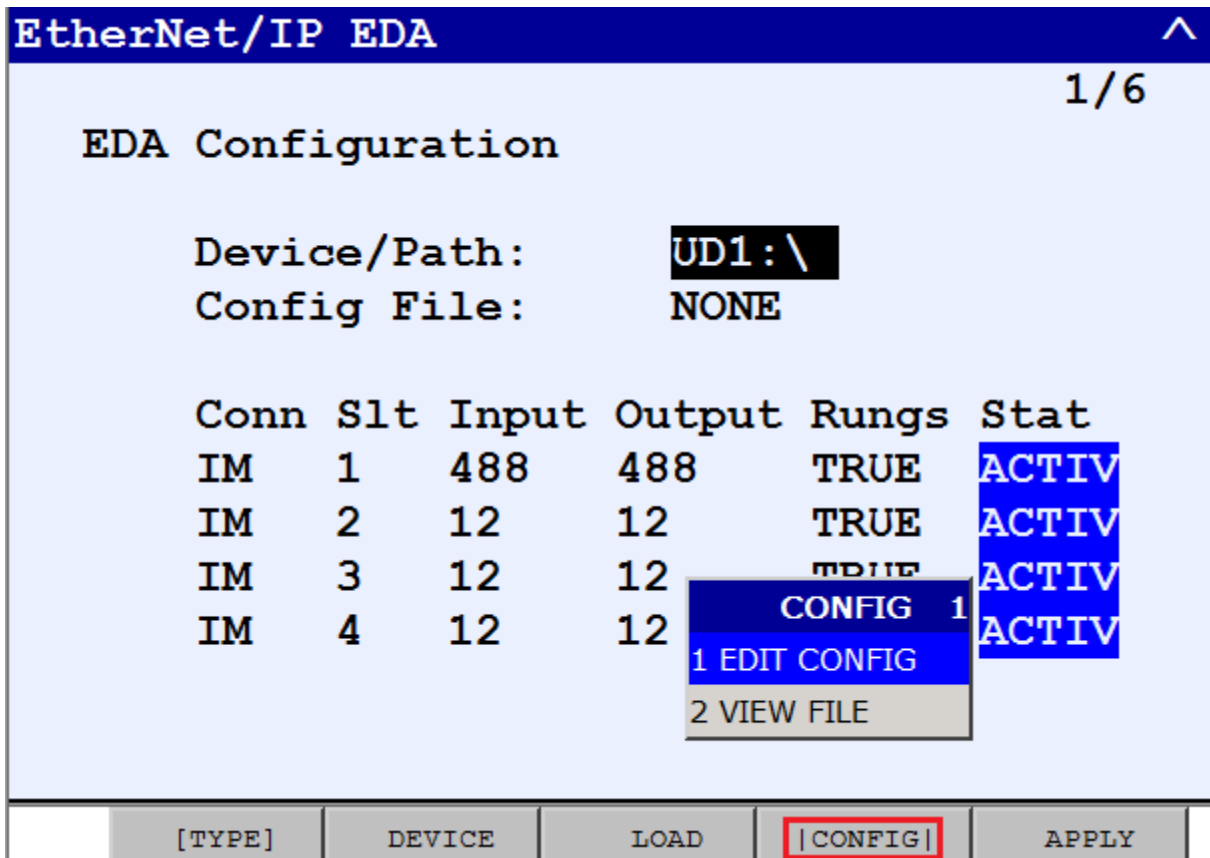 EtherNet/IP EDA ^
1/6
EDA Configuration
Device/Path: UD1:\
Config File: NONE
Conn Slt Input Output Rungs Stat
IM 1 488 488 TRUE ACTIV
IM 2 12 12 TRUE ACTIV
IM 3 12 12 TRUE ACTIV
IM 4 12 12 ACTIV
CONFIG 1
1 EDIT CONFIG
2 VIEW FILE
[TYPE] DEVICE LOAD |CONFIG| APPLY